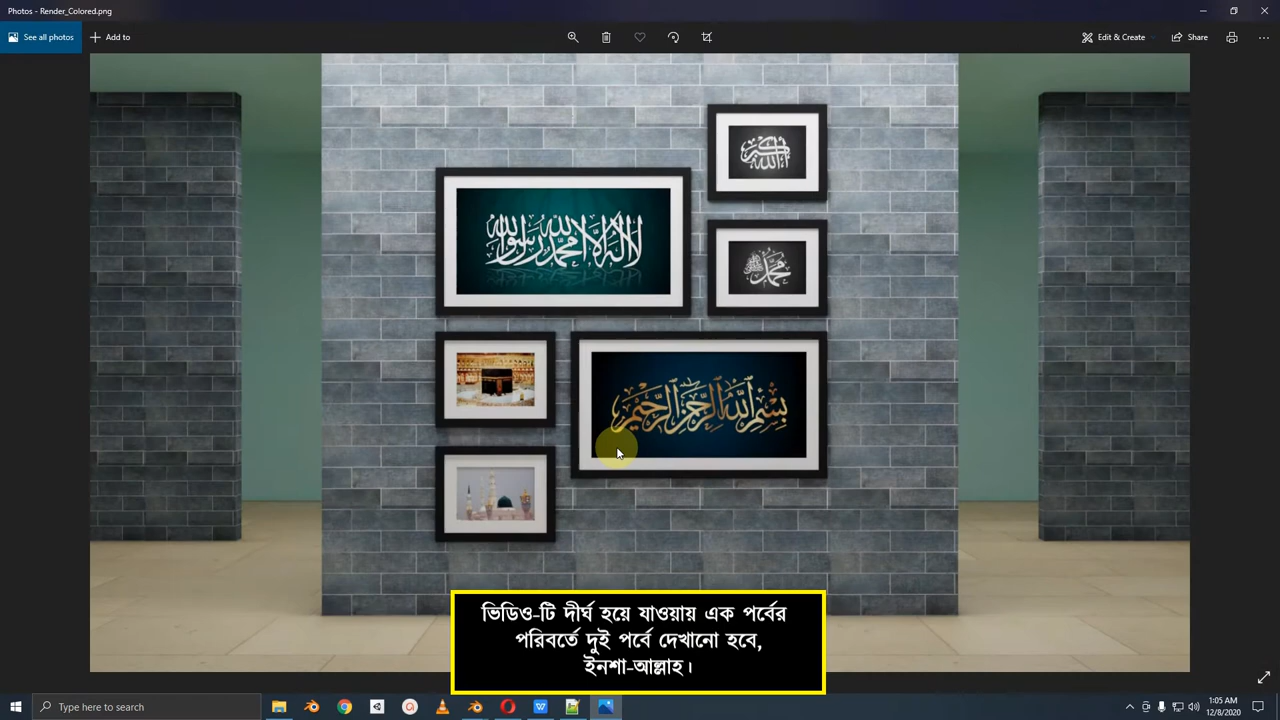 Photos - Render_Colored.png
See all photos
Add to
Edit & Create
Share
الله أكبر
لا إله إلا الله محمد رسول الله
محمد
بسم الله الرحمن الرحيم
ভিডিও-টি দীর্ঘ হয়ে যাওয়ায় এক পর্বের
পরিবর্তে দুই পর্বে দেখানো হবে,
ইনশা-আল্লাহ।
Type here to search
1:05 AM
12/8/2020